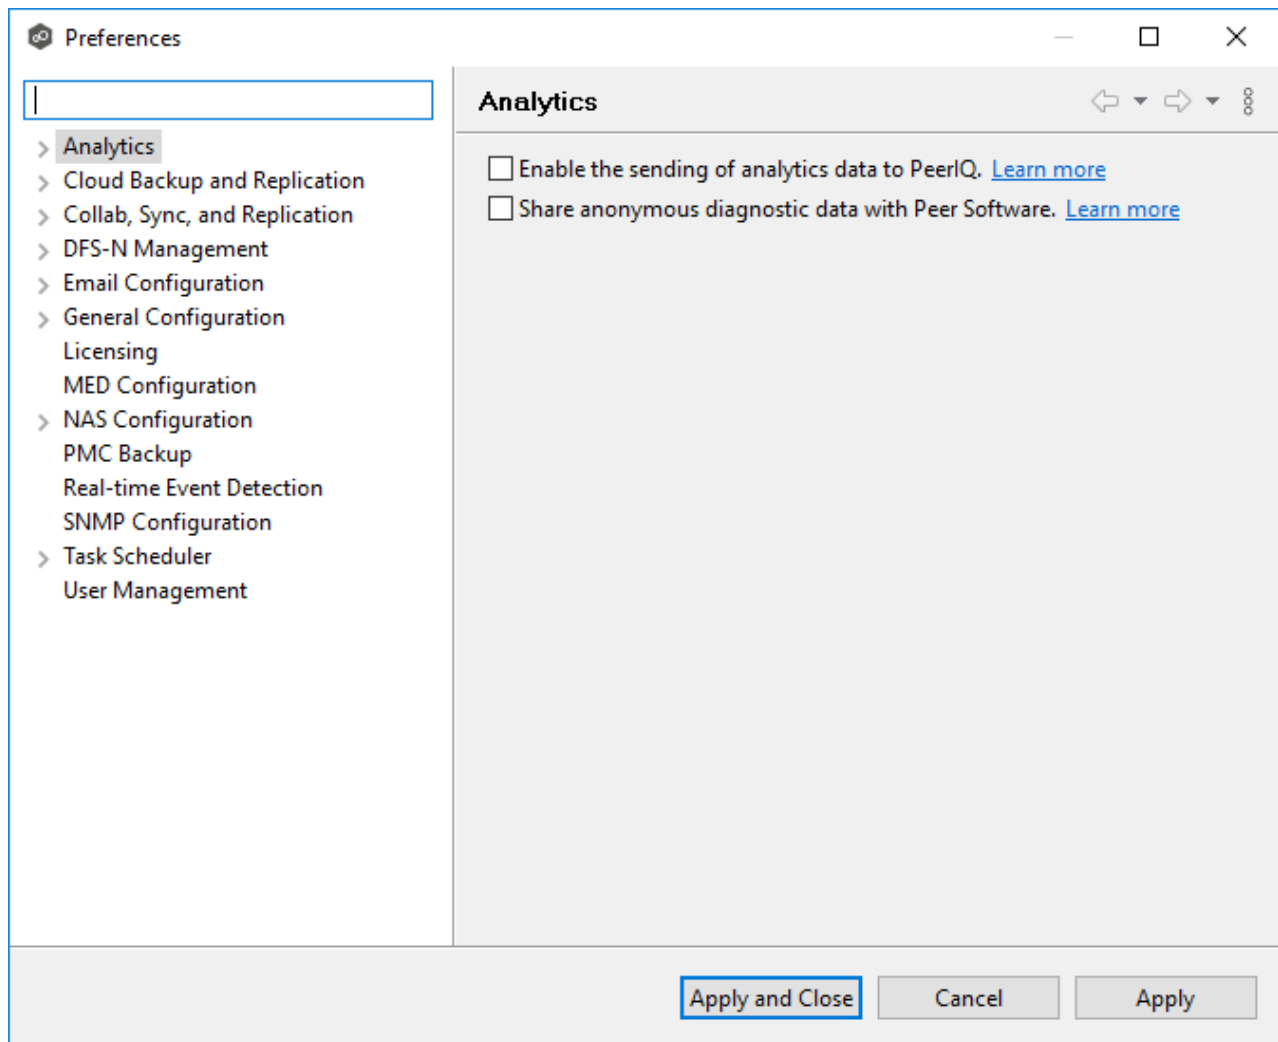 Preferences
Analytics
Cloud Backup and Replication
Collab, Sync, and Replication
DFS-N Management
Email Configuration
General Configuration
Licensing
MED Configuration
NAS Configuration
PMC Backup
Real-time Event Detection
SNMP Configuration
Task Scheduler
User Management
Analytics
Enable the sending of analytics data to PeerIQ. Learn more
Share anonymous diagnostic data with Peer Software. Learn more
Apply and Close Cancel Apply